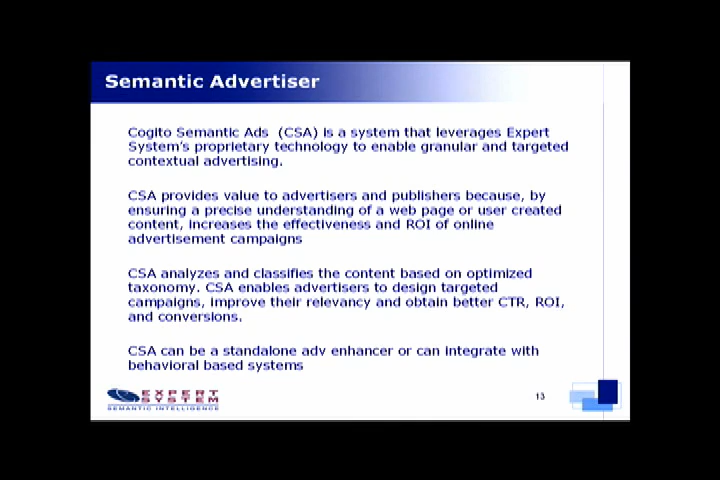 Semantic Advertiser
Cogito Semantic Ads (CSA) is a system that leverages Expert
System's proprietary technology to enable granular and targeted
contextual advertising.
CSA provides value to advertisers and publishers because, by
ensuring a precise understanding of a web page or user created
content, increases the effectiveness and ROI of online
advertisement campaigns
CSA analyzes and classifies the content based on optimized
taxonomy. CSA enables advertisers to design targeted
campaigns, improve their relevancy and obtain better CTR, ROI,
and conversions.
CSA can be a standalone adv enhancer or can integrate with
behavioral based systems
EXPERT
SYSTEM
SEMANTIC INTELLIGENCE
13